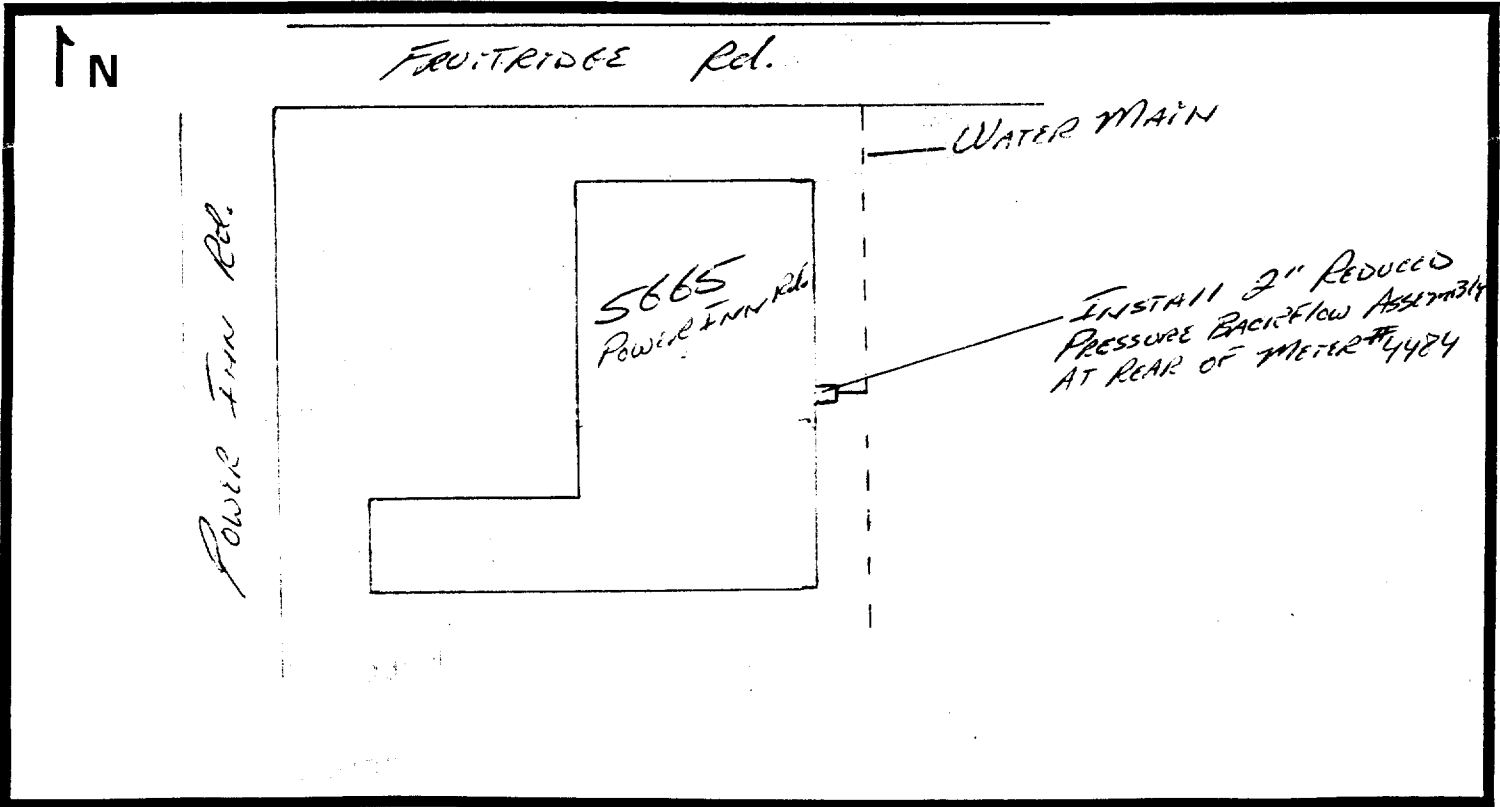 N
FRUITRIDGE Rd.
WATER MAIN
POWER INN Rd.
5665
POWER INN Rd.
INSTALL 2" REDUCED
PRESSURE BACKFLOW ASSEMBLY
AT REAR OF METER #4484